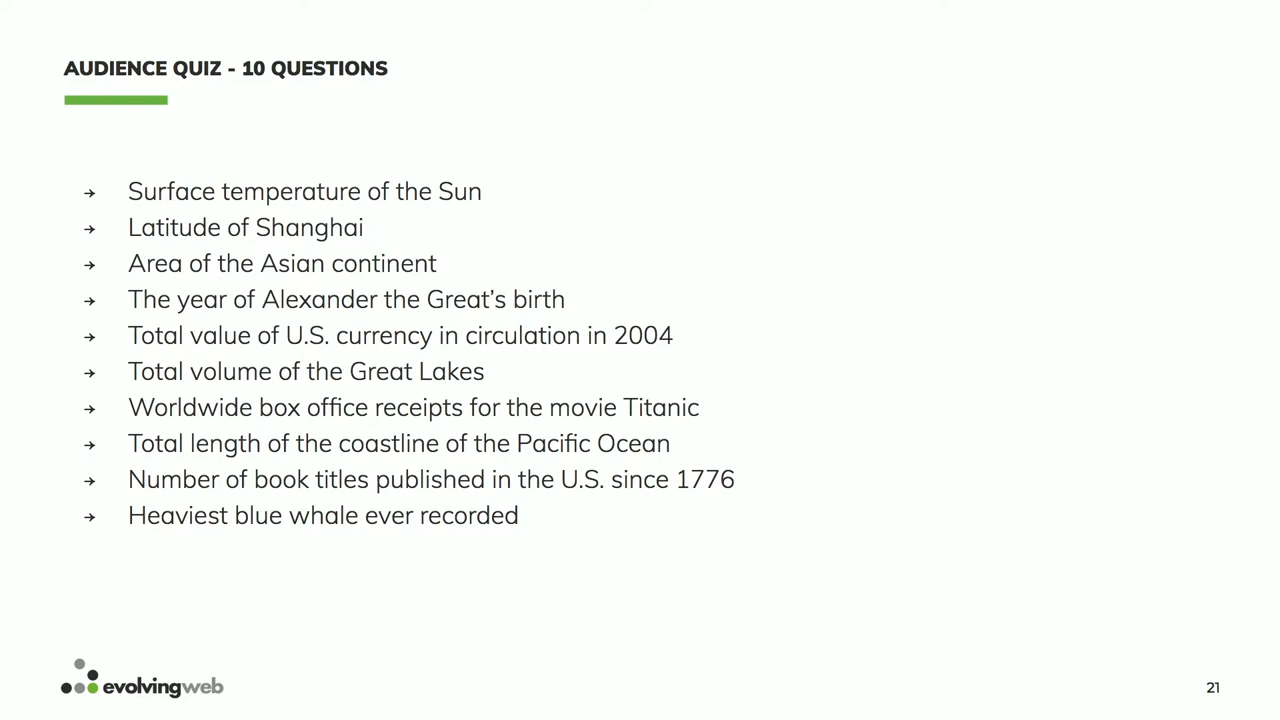 AUDIENCE QUIZ - 10 QUESTIONS
→ Surface temperature of the Sun
→ Latitude of Shanghai
→ Area of the Asian continent
→ The year of Alexander the Great’s birth
→ Total value of U.S. currency in circulation in 2004
→ Total volume of the Great Lakes
→ Worldwide box office receipts for the movie Titanic
→ Total length of the coastline of the Pacific Ocean
→ Number of book titles published in the U.S. since 1776
→ Heaviest blue whale ever recorded
evolvingweb
21